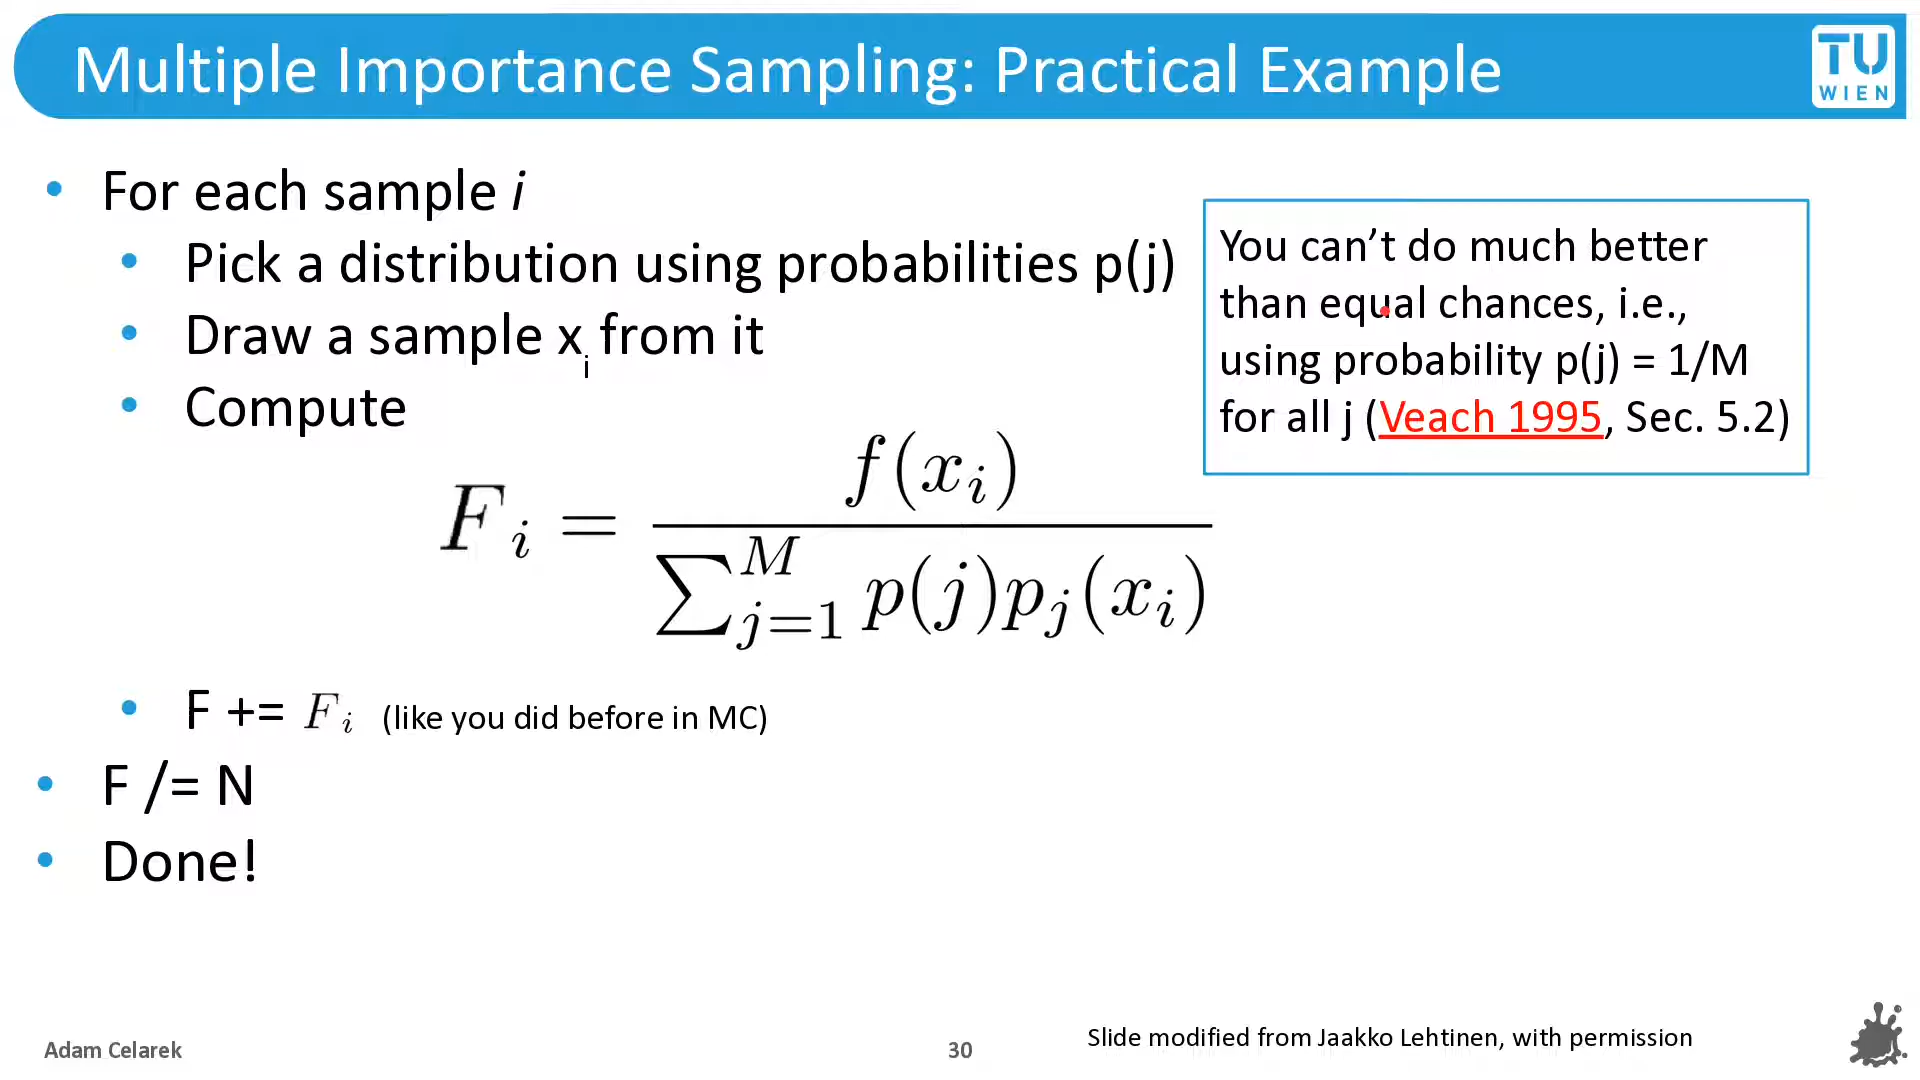 Multiple Importance Sampling: Practical Example
TU
WIEN
• For each sample i
• Pick a distribution using probabilities p(j)
• Draw a sample x_i from it
• Compute
F_i = \frac{f(x_i)}{\sum_{j=1}^{M} p(j)p_j(x_i)}
• F += F_i (like you did before in MC)
• F /= N
• Done!
You can’t do much better
than equal chances, i.e.,
using probability p(j) = 1/M
for all j (Veach 1995, Sec. 5.2)
Adam Celarek
30
Slide modified from Jaakko Lehtinen, with permission